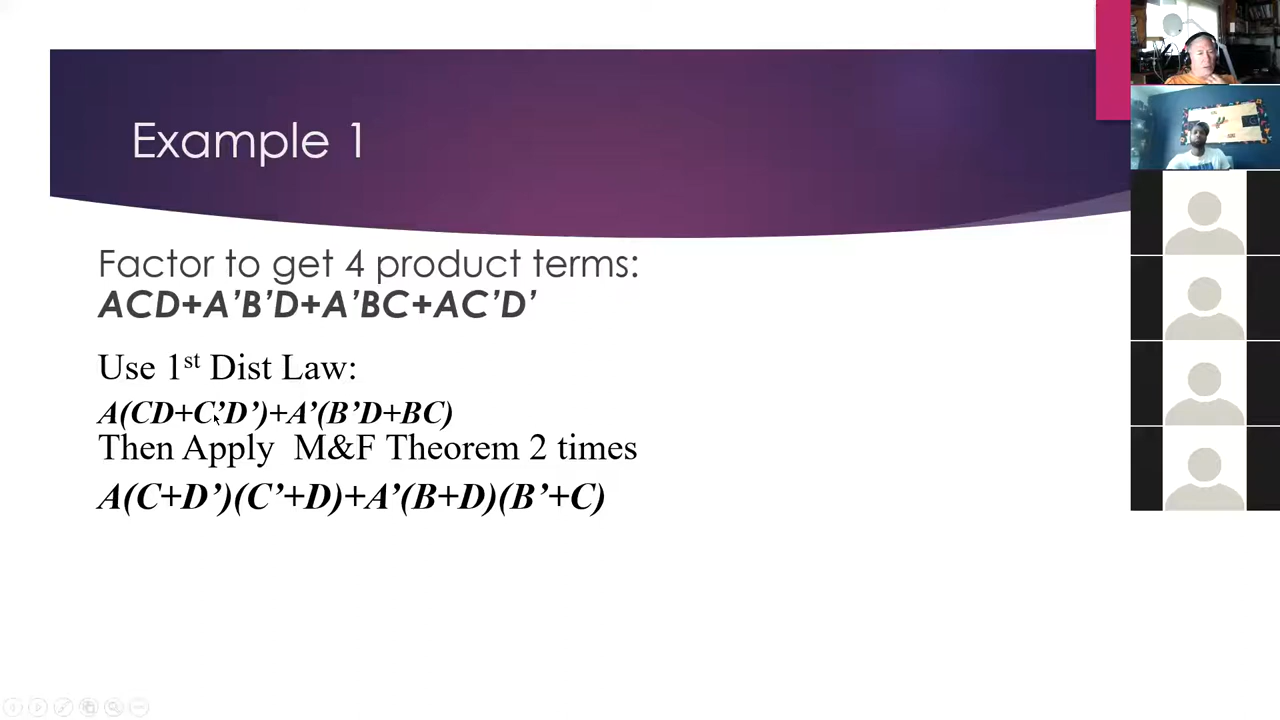 Example 1
Factor to get 4 product terms:
ACD+A’B’D+A’BC+AC’D’
Use 1st Dist Law:
A(CD+C’D’)+A’(B’D+BC)
Then Apply M&F Theorem 2 times
A(C+D’)(C’+D)+A’(B+D)(B’+C)